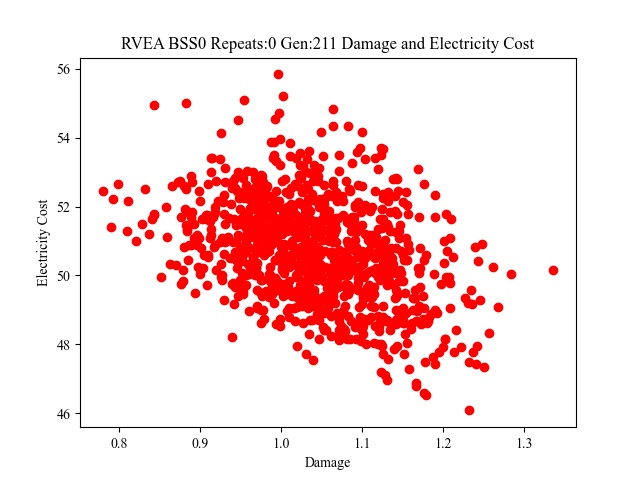 RVEA BSS0 Repeats:0 Gen:211 Damage and Electricity Cost
56
54
52
50
48
46
Electricity Cost
0.8 0.9 1.0 1.1 1.2 1.3
Damage